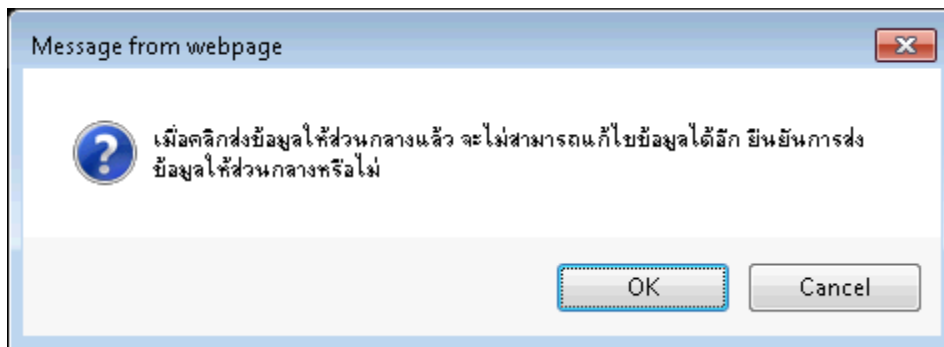 Message from webpage
เมื่อคลิกส่งข้อมูลให้ส่วนกลางแล้ว จะไม่สามารถแก้ไขข้อมูลได้อีก ยืนยันการส่ง
ข้อมูลให้ส่วนกลางหรือไม่
OK Cancel